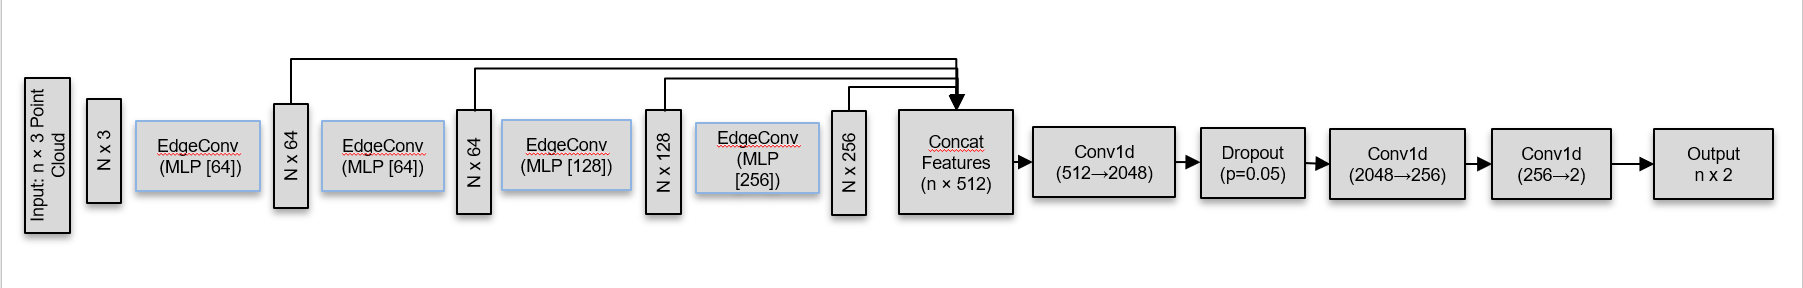 Input: n × 3 Point
Cloud
N x 3
EdgeConv
(MLP [64])
N x 64
EdgeConv
(MLP [64])
N x 64
EdgeConv
(MLP [128])
N x 128
EdgeConv
(MLP
[256])
N x 256
Concat
Features
(n × 512)
Conv1d
(512→2048)
Dropout
(p=0.05)
Conv1d
(2048→256)
Conv1d
(256→2)
Output
n x 2